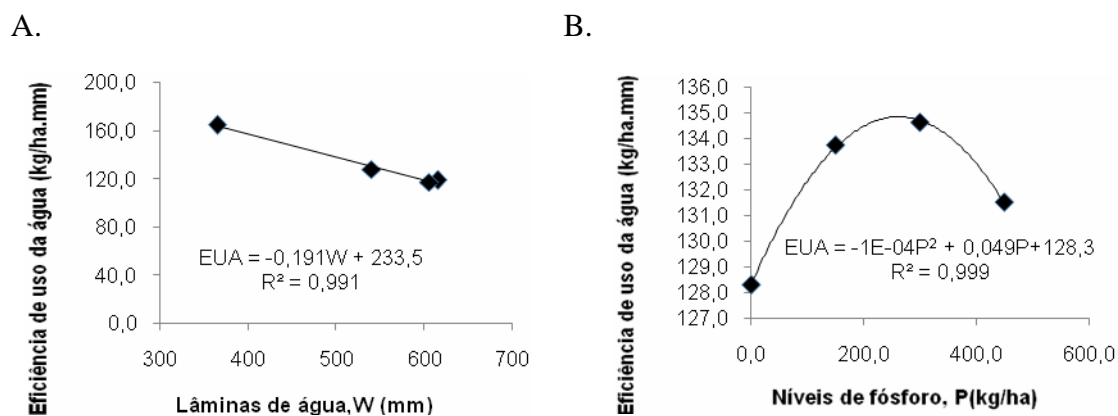 A.
Eficiência de uso da água (kg/ha.mm)
200,0
160,0
120,0
80,0
40,0
0,0
EUA = -0,191W + 233,5
R² = 0,991
300 400 500 600 700
Lâminas de água,W (mm)
B.
Eficiência de uso da água (kg/ha.mm)
136,0
135,0
134,0
133,0
132,0
131,0
130,0
129,0
128,0
127,0
EUA = -1E-04P² + 0,049P+128,3
R² = 0,999
0,0 200,0 400,0 600,0
Níveis de fósforo, P(kg/ha)